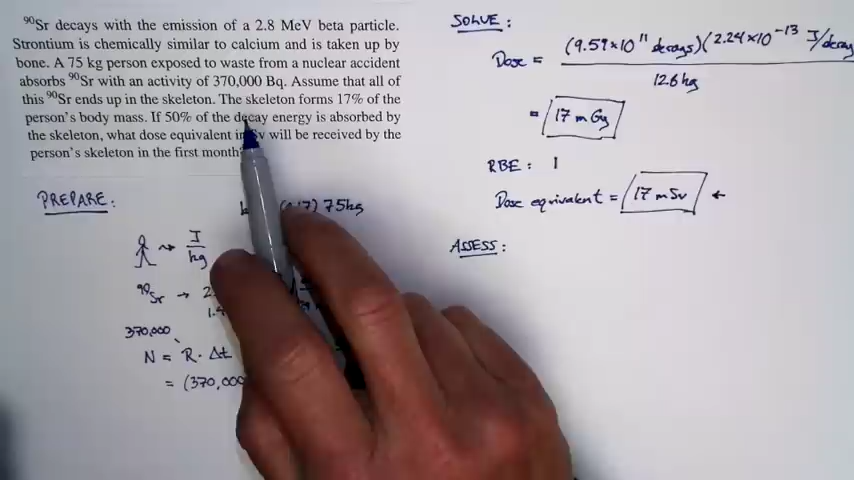 ⁹⁰Sr decays with the emission of a 2.8 MeV beta particle.
Strontium is chemically similar to calcium and is taken up by
bone. A 75 kg person exposed to waste from a nuclear accident
absorbs ⁹⁰Sr with an activity of 370,000 Bq. Assume that all of
this ⁹⁰Sr ends up in the skeleton. The skeleton forms 17% of the
person's body mass. If 50% of the decay energy is absorbed by
the skeleton, what dose equivalent in Sv will be received by the
person's skeleton in the first month
PREPARE:
75kg
J
kg
⁹⁰Sr →
370,000
N = R · Δt
= (370,000
SOLVE:
Dose = (9.59×10¹¹ decays)(2.24×10⁻¹³ J/decay
12.6 kg
= 17 mGy
RBE: 1
Dose equivalent = 17 mSv ←
ASSESS: